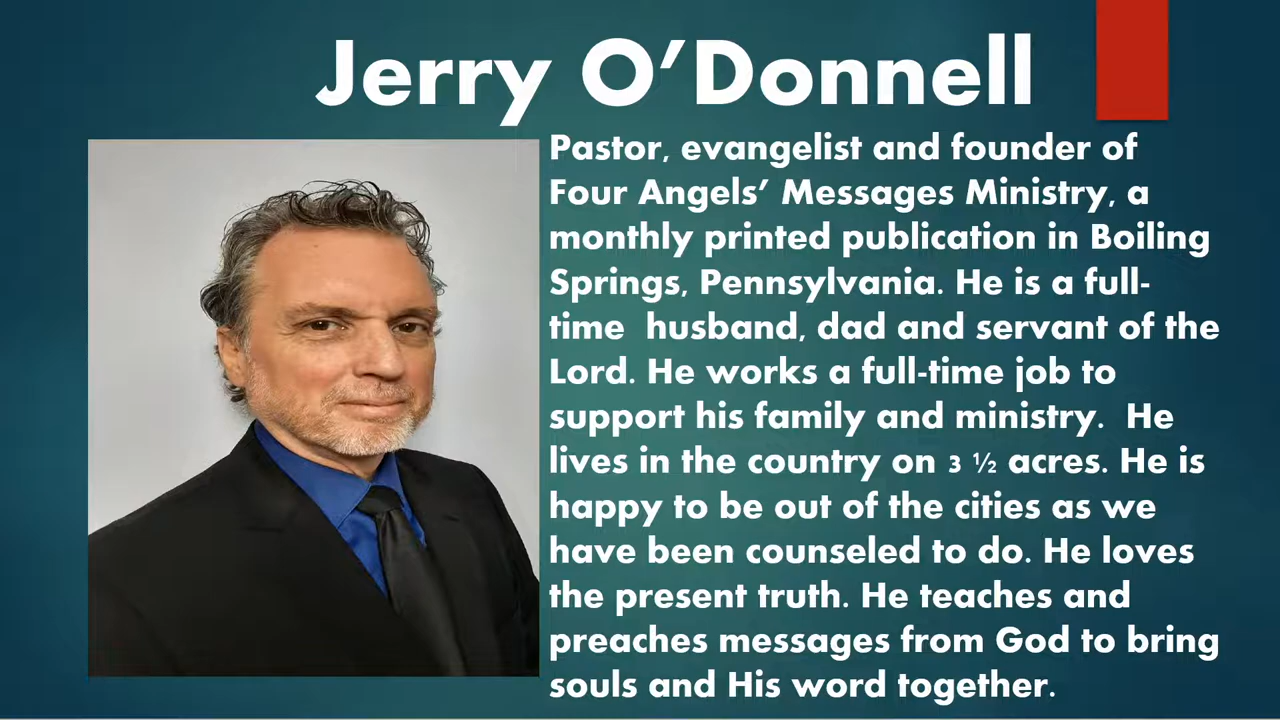 Jerry O’Donnell
Pastor, evangelist and founder of
Four Angels’ Messages Ministry, a
monthly printed publication in Boiling
Springs, Pennsylvania. He is a full-
time  husband, dad and servant of the
Lord. He works a full-time job to
support his family and ministry.  He
lives in the country on 3 ½ acres. He is
happy to be out of the cities as we
have been counseled to do. He loves
the present truth. He teaches and
preaches messages from God to bring
souls and His word together.